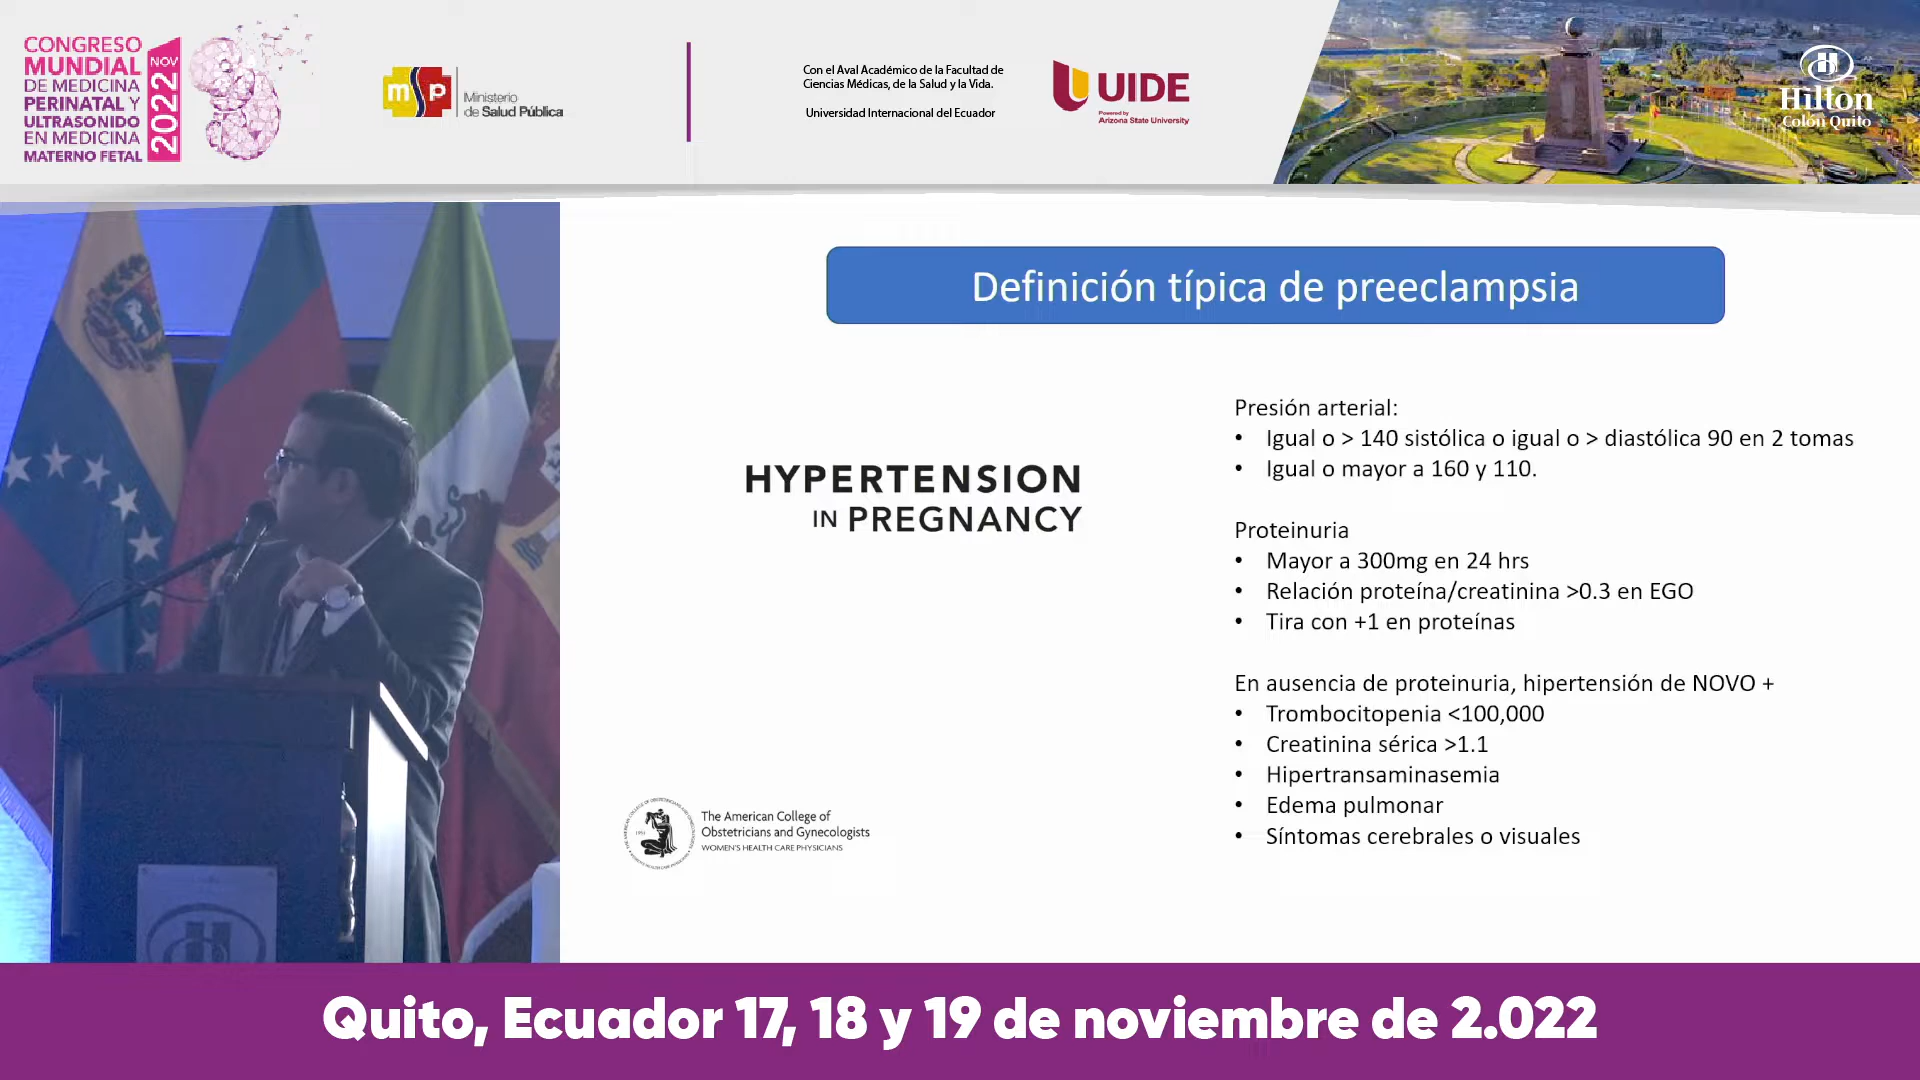 CONGRESO
MUNDIAL
DE MEDICINA
PERINATAL Y
ULTRASONIDO
EN MEDICINA
MATERNO FETAL
NOV
2022
msp
Ministerio
de Salud Pública
Con el Aval Académico de la Facultad de
Ciencias Médicas, de la Salud y la Vida.
Universidad Internacional del Ecuador
UIDE
Powered by
Arizona State University
Hilton
Colón Quito
Definición típica de preeclampsia
HYPERTENSION
IN PREGNANCY
The American College of
Obstetricians and Gynecologists
WOMEN'S HEALTH CARE PHYSICIANS
Presión arterial:
• Igual o > 140 sistólica o igual o > diastólica 90 en 2 tomas
• Igual o mayor a 160 y 110.
Proteinuria
• Mayor a 300mg en 24 hrs
• Relación proteína/creatinina >0.3 en EGO
• Tira con +1 en proteínas
En ausencia de proteinuria, hipertensión de NOVO +
• Trombocitopenia <100,000
• Creatinina sérica >1.1
• Hipertransaminasemia
• Edema pulmonar
• Síntomas cerebrales o visuales
Quito, Ecuador 17, 18 y 19 de noviembre de 2.022